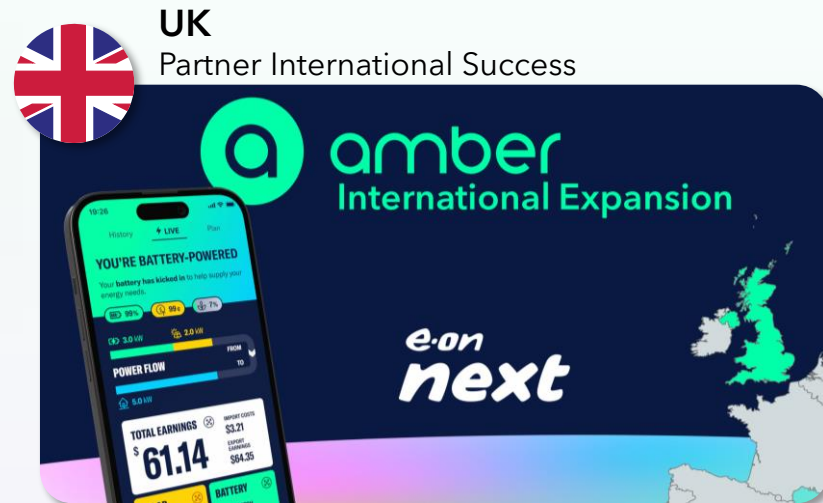 UK
Partner International Success
a amber
International Expansion
19:26
History LIVE Plan
YOU'RE BATTERY-POWERED
Your battery has kicked in to help supply your
energy needs.
99% 99¢ 7%
3.0 kW 2.0 kW
FROM
POWER FLOW
TO
5.0 kW
TOTAL EARNINGS
$61.14
IMPORT COSTS
$3.21
EXPORT
EARNINGS
$64.35
BATTERY
e·on
next